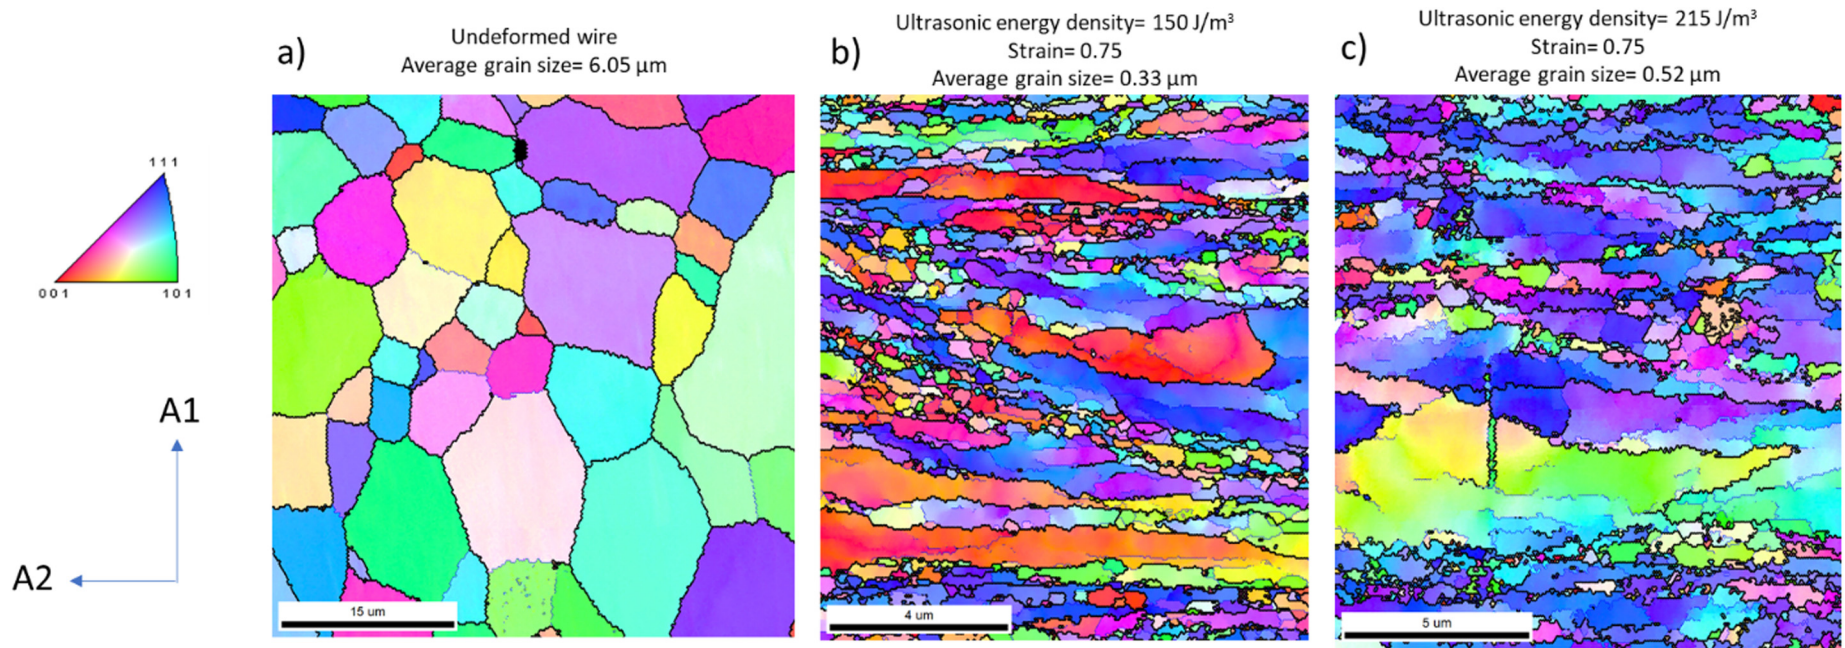 a)
Undeformed wire
Average grain size= 6.05 µm
b)
Ultrasonic energy density= 150 J/m³
Strain= 0.75
Average grain size= 0.33 µm
c)
Ultrasonic energy density= 215 J/m³
Strain= 0.75
Average grain size= 0.52 µm
111
001
101
A1
A2
15 um
4 um
5 um